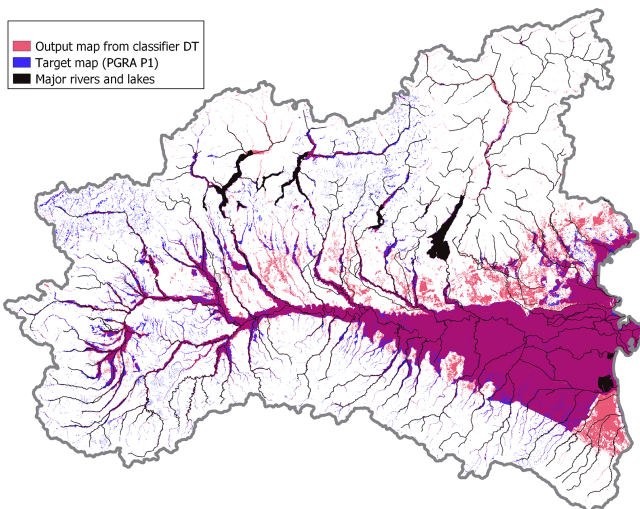 Output map from classifier DT
Target map (PGRA P1)
Major rivers and lakes